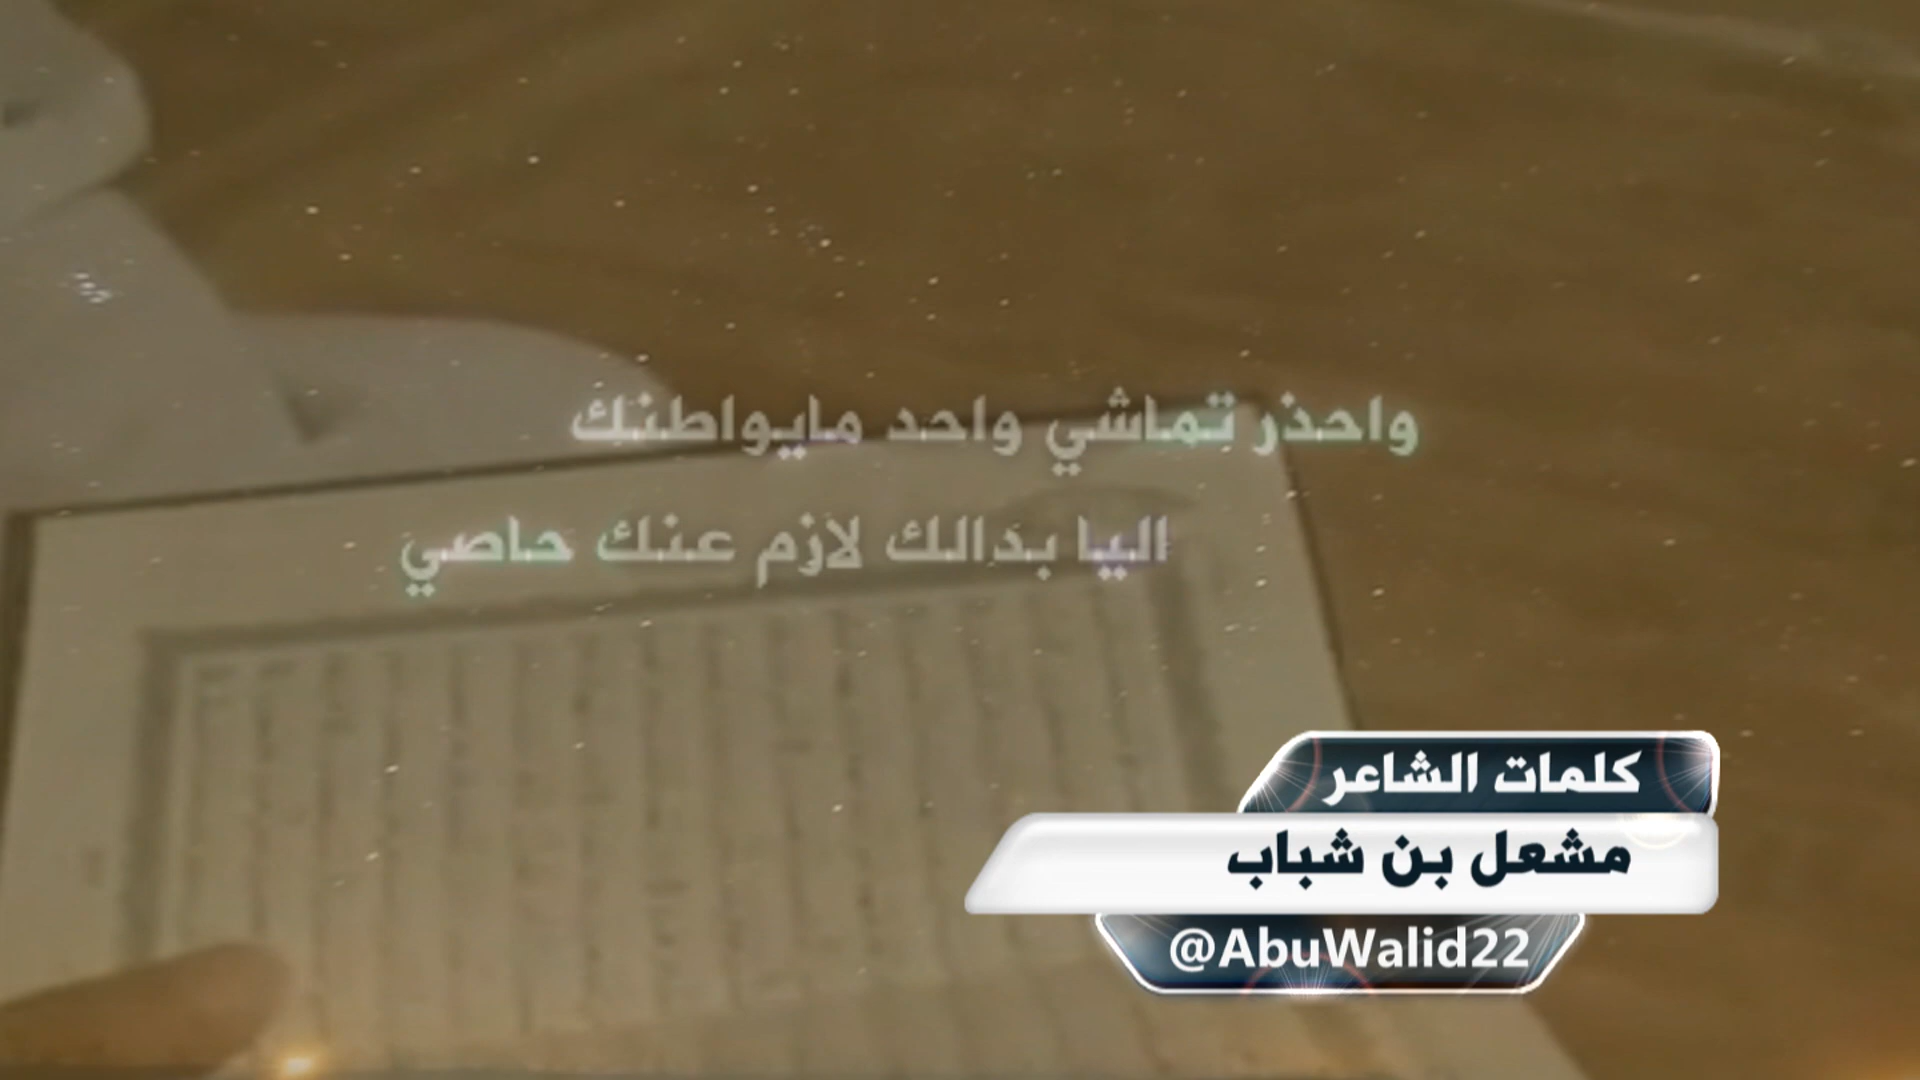 واحذر تماشي واحد مايواطنك
اليا بدالك لازم عنك حاصي
كلمات الشاعر
مشعل بن شباب
@AbuWalid22